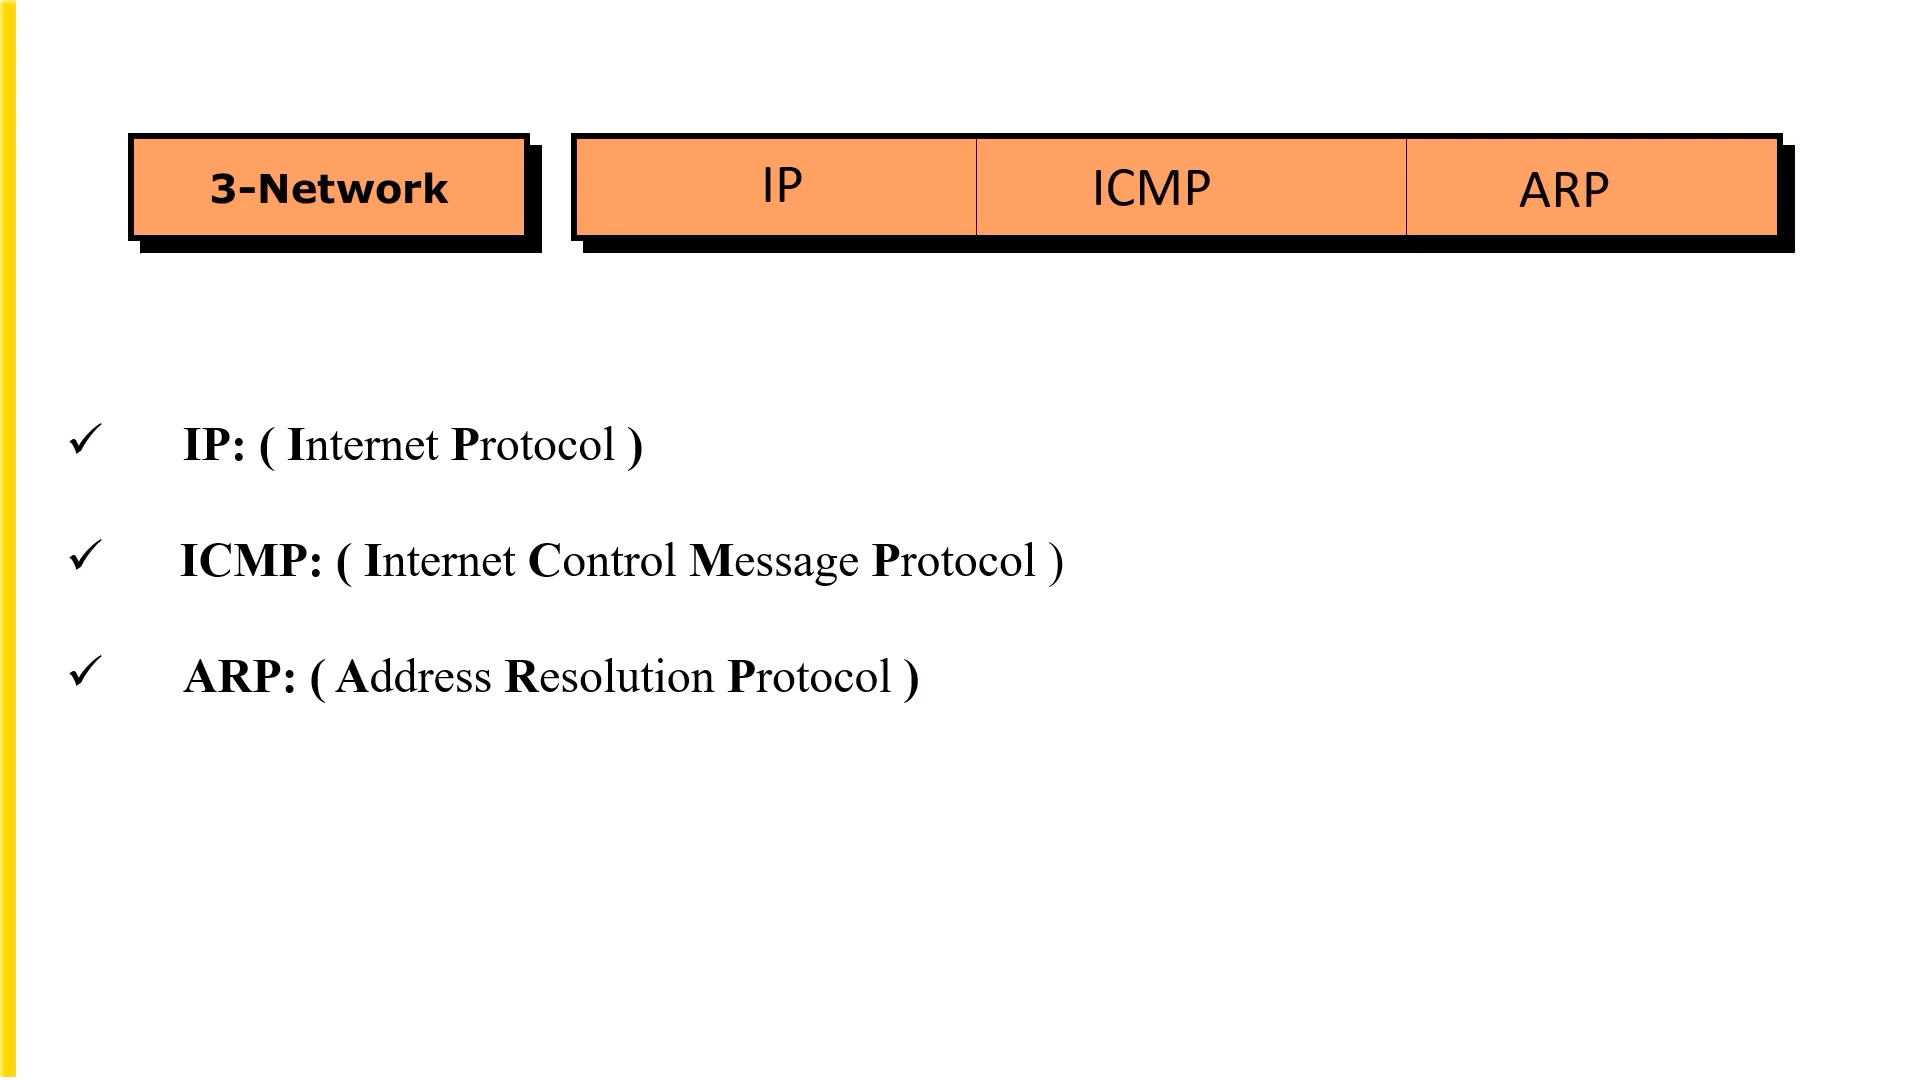 3-Network IP ICMP ARP
✓ IP: ( Internet Protocol )
✓ ICMP: ( Internet Control Message Protocol )
✓ ARP: ( Address Resolution Protocol )